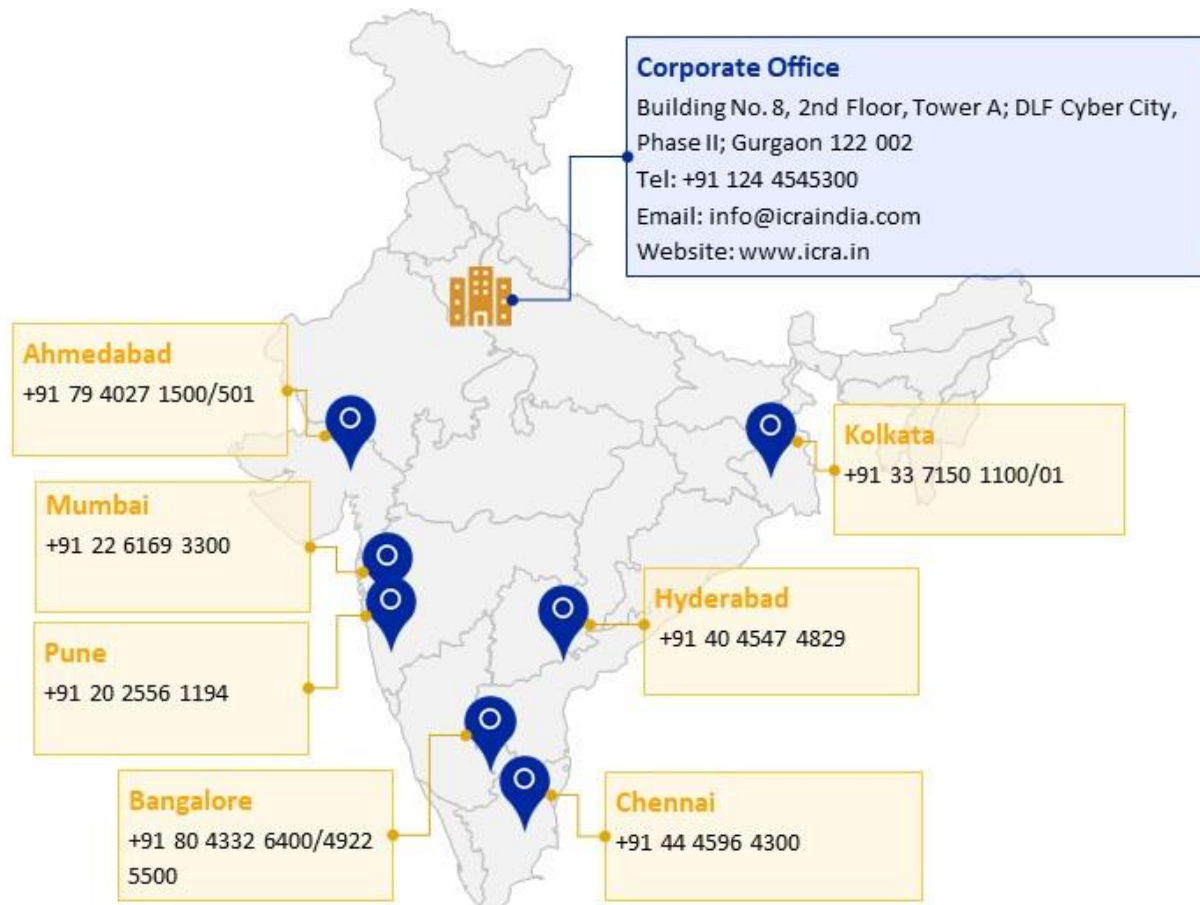 Corporate Office
Building No. 8, 2nd Floor, Tower A; DLF Cyber City,
Phase II; Gurgaon 122 002
Tel: +91 124 4545300
Email: info@icraindia.com
Website: www.icra.in
Ahmedabad
+91 79 4027 1500/501
Kolkata
+91 33 7150 1100/01
Mumbai
+91 22 6169 3300
Hyderabad
+91 40 4547 4829
Pune
+91 20 2556 1194
Bangalore
+91 80 4332 6400/4922
5500
Chennai
+91 44 4596 4300